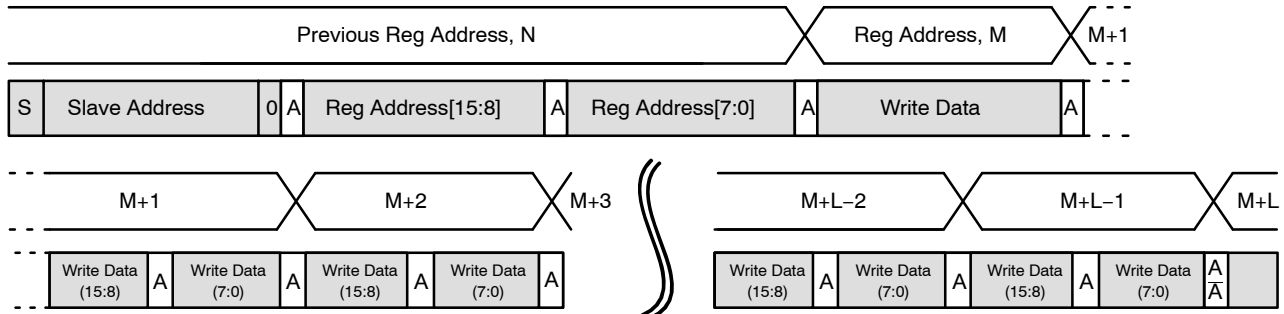 Previous Reg Address, N Reg Address, M M+1
S Slave Address 0 A Reg Address[15:8] A Reg Address[7:0] A Write Data A
M+1 M+2 M+3 M+L−2 M+L−1 M+L
Write Data Write Data Write Data Write Data Write Data Write Data Write Data Write Data A
(15:8) A (7:0) A (15:8) A (7:0) A (15:8) A (7:0) A (15:8) A (7:0) A̅